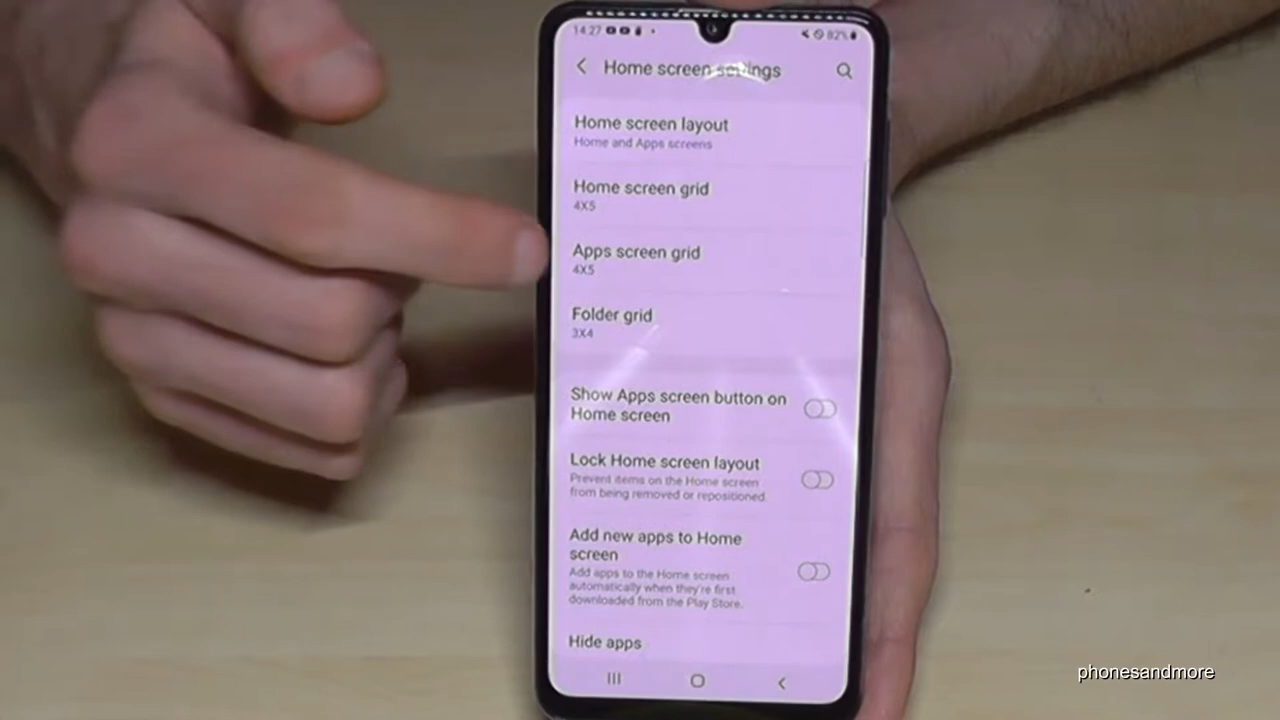 14:27
82%
Home screen settings
Home screen layout
Home and Apps screens
Home screen grid
4X5
Apps screen grid
4X5
Folder grid
3X4
Show Apps screen button on
Home screen
Lock Home screen layout
Prevent items on the Home screen
from being removed or repositioned.
Add new apps to Home
screen
Add apps to the Home screen
automatically when they're first
downloaded from the Play Store.
Hide apps
phonesandmore